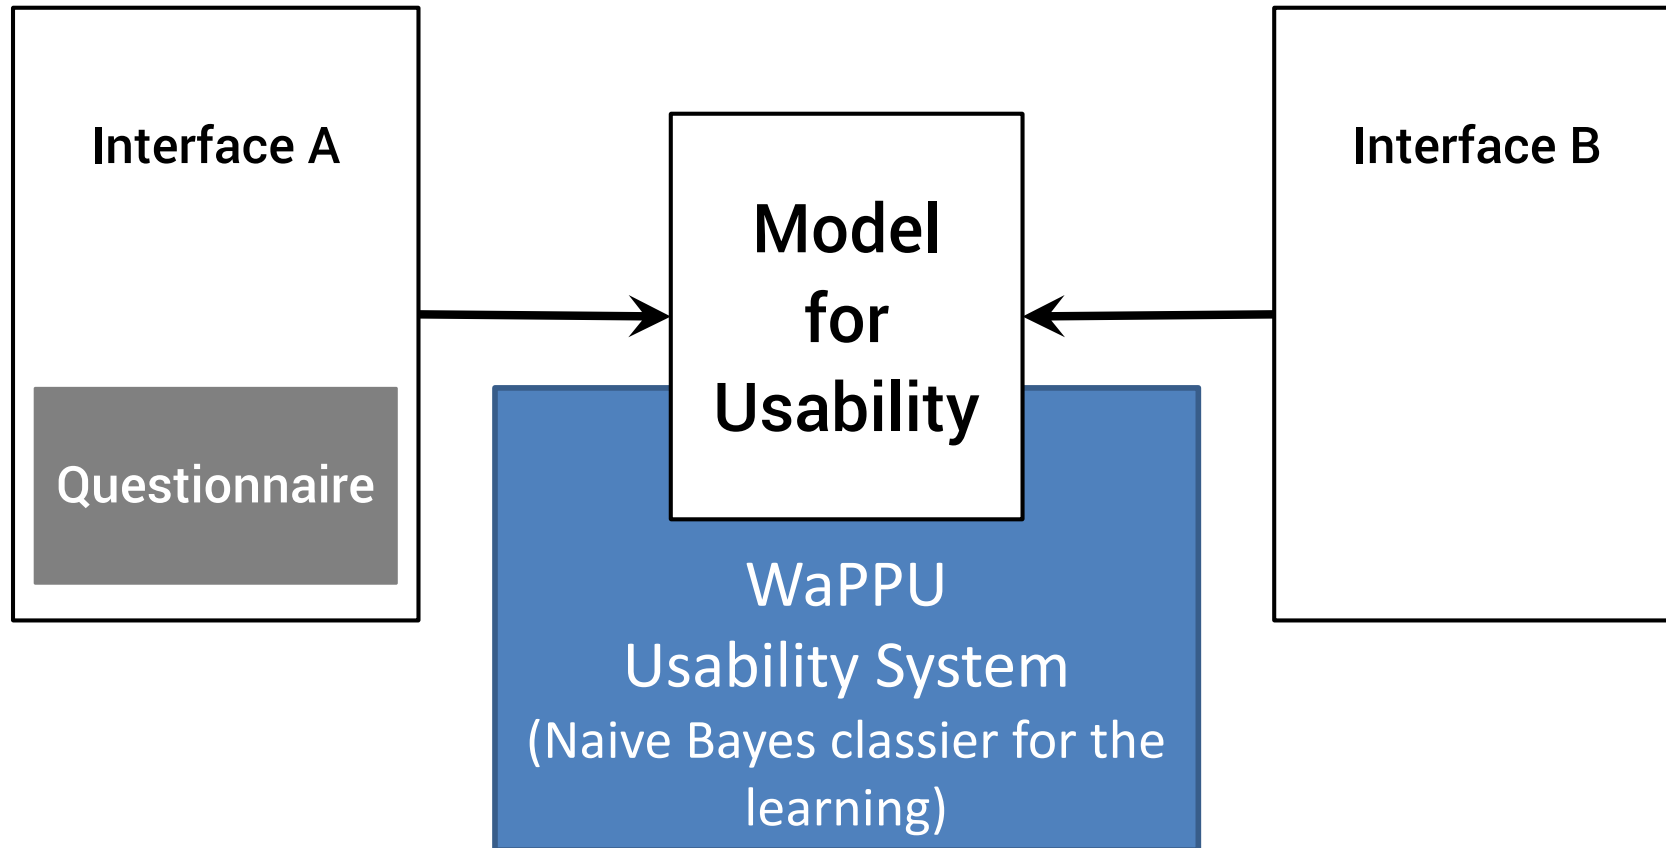 Interface A
Questionnaire
Model
for
Usability
Interface B
WaPPU
Usability System
(Naive Bayes classier for the
learning)